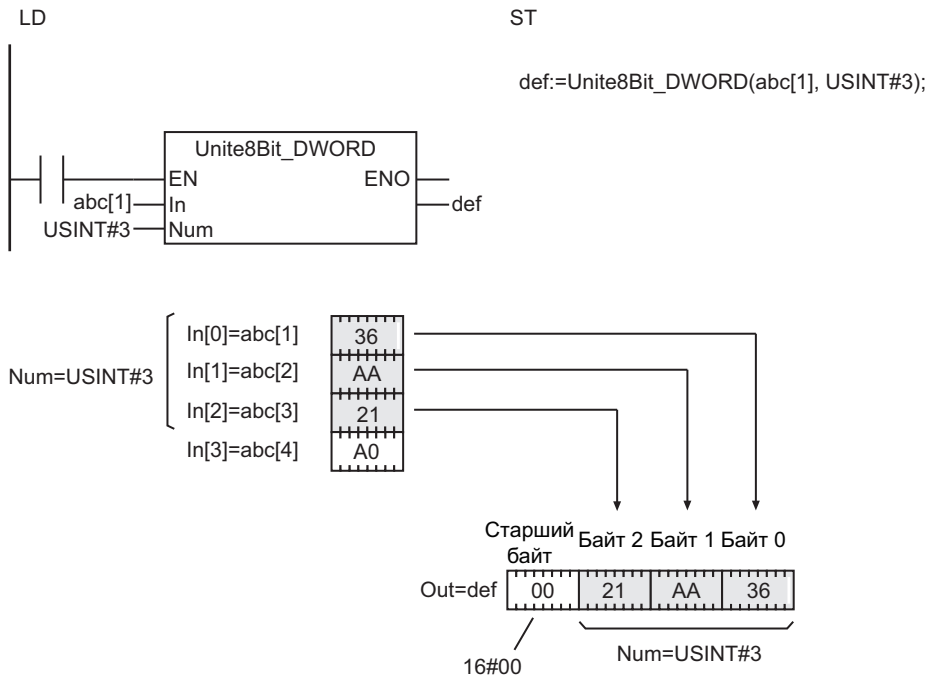 LD
ST
def:=Unite8Bit_DWORD(abc[1], USINT#3);
Unite8Bit_DWORD
EN ENO
abc[1] In def
USINT#3 Num
Num=USINT#3
In[0]=abc[1] 36
In[1]=abc[2] AA
In[2]=abc[3] 21
In[3]=abc[4] A0
Старший байт
Байт 2 Байт 1 Байт 0
Out=def 00 21 AA 36
16#00
Num=USINT#3